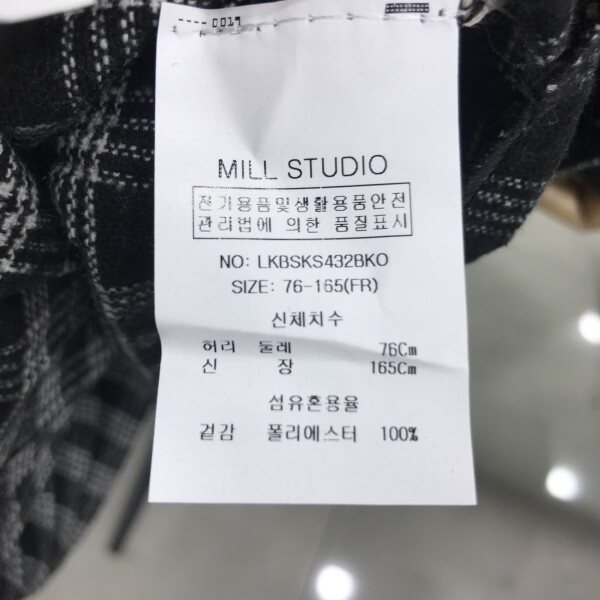 0019
MILL STUDIO
전기용품및생활용품안전
관리법에 의한 품질표시
NO: LKBSKS432BKO
SIZE: 76-165(FR)
신체치수
허리 둘레 76Cm
신 장 165Cm
섬유혼용율
겉감 폴리에스터 100%